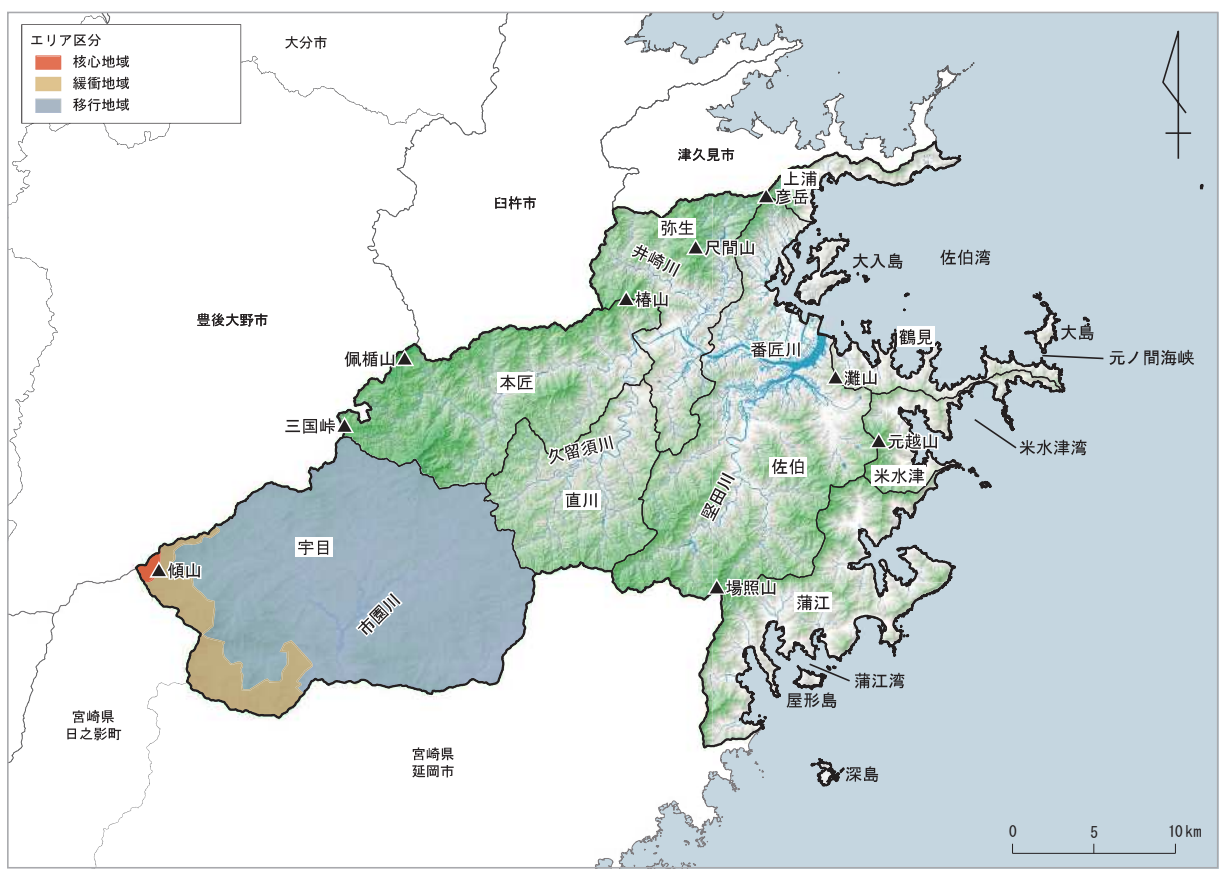 エリア区分
核心地域
緩衝地域
移行地域
大分市
津久見市
臼杵市
豊後大野市
上浦
彦岳
弥生
尺間山
井崎川
椿山
大入島
佐伯湾
大島
元ノ間海峡
鶴見
番匠川
灘山
佩楯山
本匠
三国峠
久留須川
元越山
米水津湾
米水津
佐伯
堅田川
直川
宇目
傾山
市園川
場照山
蒲江
蒲江湾
屋形島
深島
宮崎県
日之影町
宮崎県
延岡市
0 5 10km